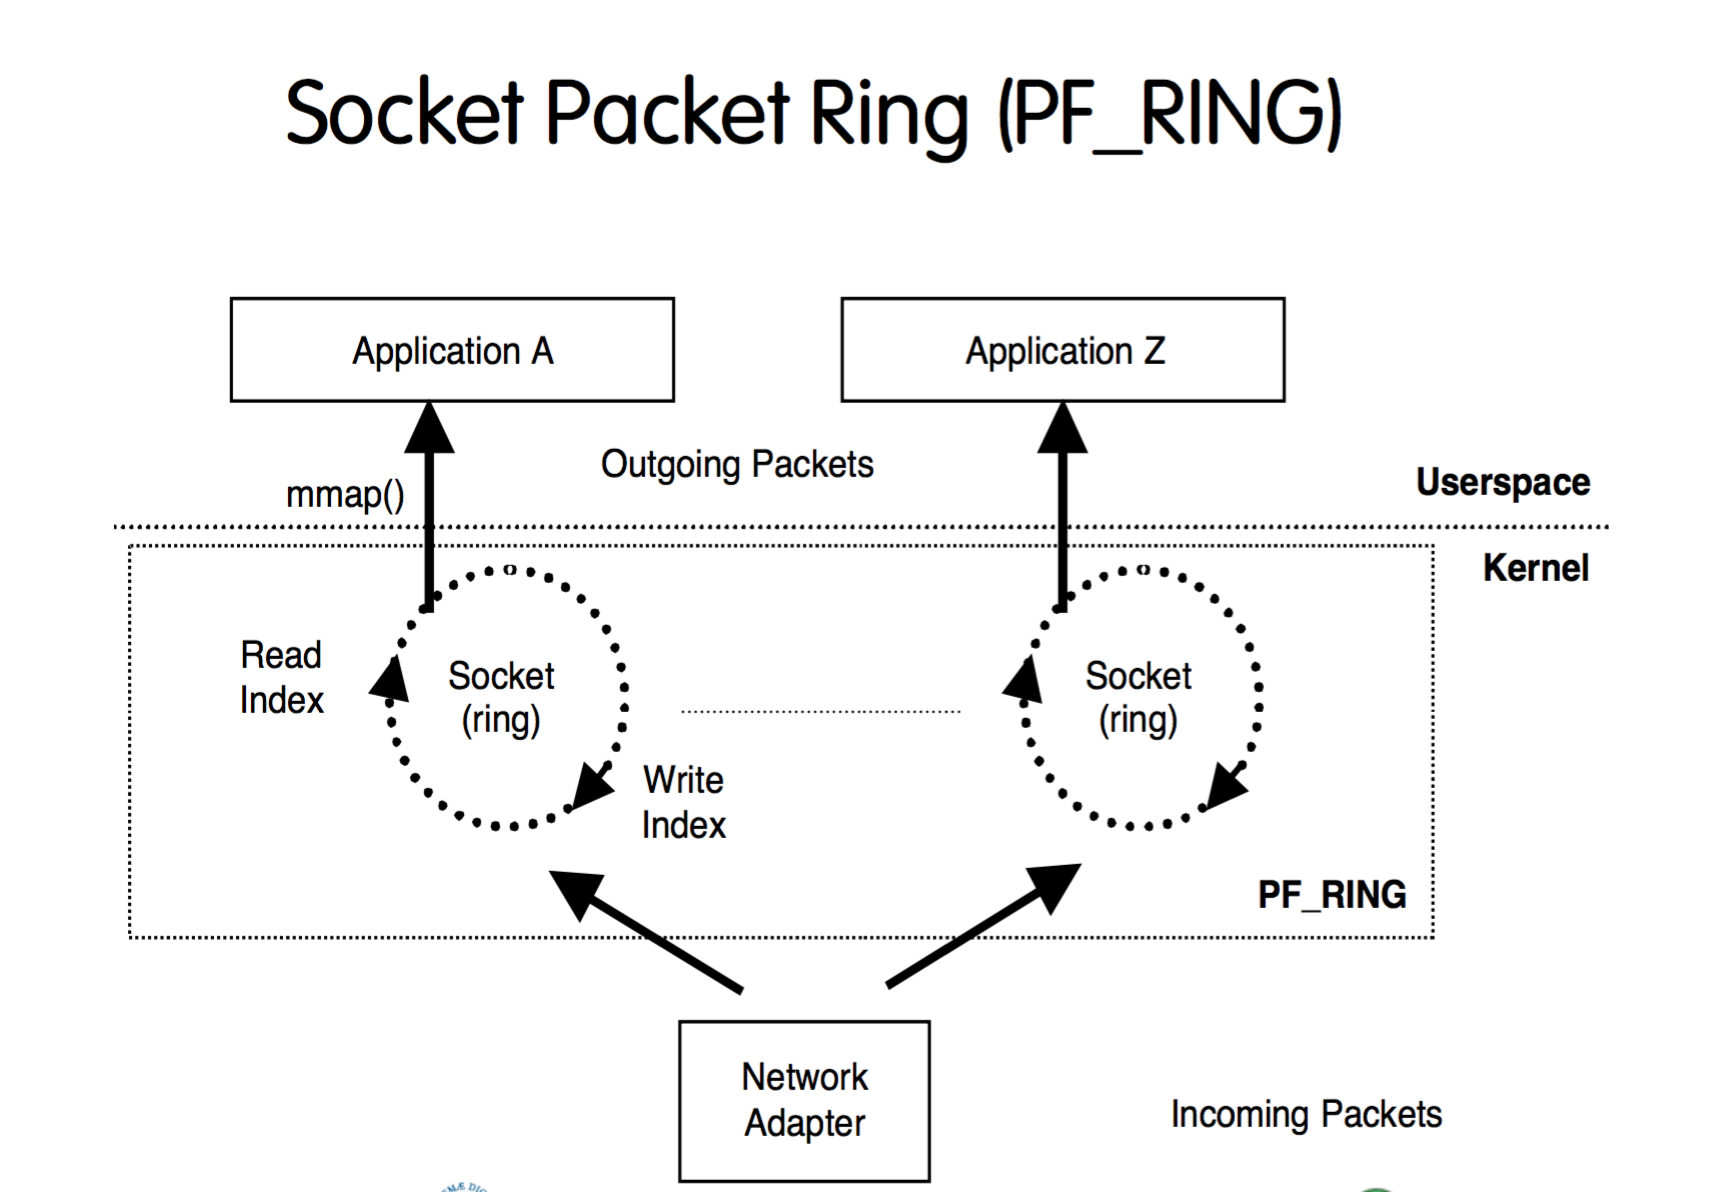 Socket Packet Ring (PF_RING)
Application A
Application Z
Outgoing Packets
mmap()
Userspace
Kernel
Read
Index
Socket
(ring)
Write
Index
Socket
(ring)
PF_RING
Network
Adapter
Incoming Packets